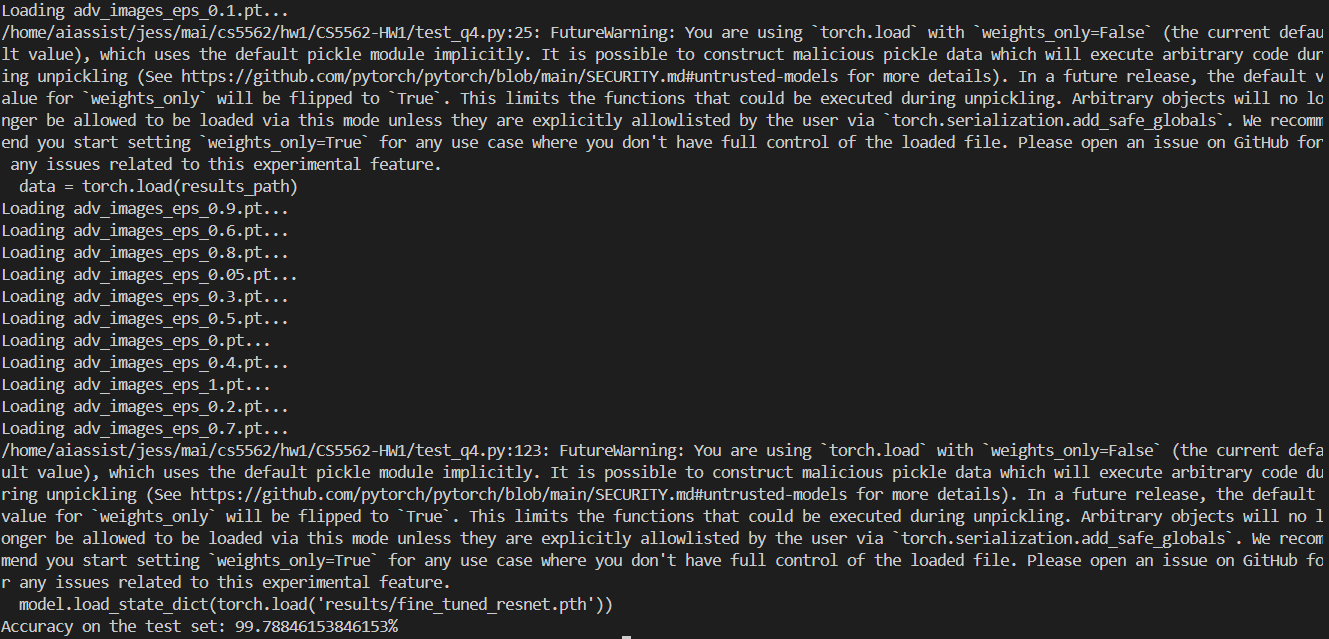 Loading adv_images_eps_0.1.pt...
/home/aiassist/jess/mai/cs5562/hw1/CS5562-HW1/test_q4.py:25: FutureWarning: You are using `torch.load` with `weights_only=False` (the current defau
lt value), which uses the default pickle module implicitly. It is possible to construct malicious pickle data which will execute arbitrary code dur
ing unpickling (See https://github.com/pytorch/pytorch/blob/main/SECURITY.md#untrusted-models for more details). In a future release, the default v
alue for `weights_only` will be flipped to `True`. This limits the functions that could be executed during unpickling. Arbitrary objects will no lo
nger be allowed to be loaded via this mode unless they are explicitly allowlisted by the user via `torch.serialization.add_safe_globals`. We recomm
end you start setting `weights_only=True` for any use case where you don't have full control of the loaded file. Please open an issue on GitHub for
 any issues related to this experimental feature.
  data = torch.load(results_path)
Loading adv_images_eps_0.9.pt...
Loading adv_images_eps_0.6.pt...
Loading adv_images_eps_0.8.pt...
Loading adv_images_eps_0.05.pt...
Loading adv_images_eps_0.3.pt...
Loading adv_images_eps_0.5.pt...
Loading adv_images_eps_0.pt...
Loading adv_images_eps_0.4.pt...
Loading adv_images_eps_1.pt...
Loading adv_images_eps_0.2.pt...
Loading adv_images_eps_0.7.pt...
/home/aiassist/jess/mai/cs5562/hw1/CS5562-HW1/test_q4.py:123: FutureWarning: You are using `torch.load` with `weights_only=False` (the current defa
ult value), which uses the default pickle module implicitly. It is possible to construct malicious pickle data which will execute arbitrary code du
ring unpickling (See https://github.com/pytorch/pytorch/blob/main/SECURITY.md#untrusted-models for more details). In a future release, the default 
value for `weights_only` will be flipped to `True`. This limits the functions that could be executed during unpickling. Arbitrary objects will no l
onger be allowed to be loaded via this mode unless they are explicitly allowlisted by the user via `torch.serialization.add_safe_globals`. We recom
mend you start setting `weights_only=True` for any use case where you don't have full control of the loaded file. Please open an issue on GitHub fo
r any issues related to this experimental feature.
  model.load_state_dict(torch.load('results/fine_tuned_resnet.pth'))
Accuracy on the test set: 99.78846153846153%